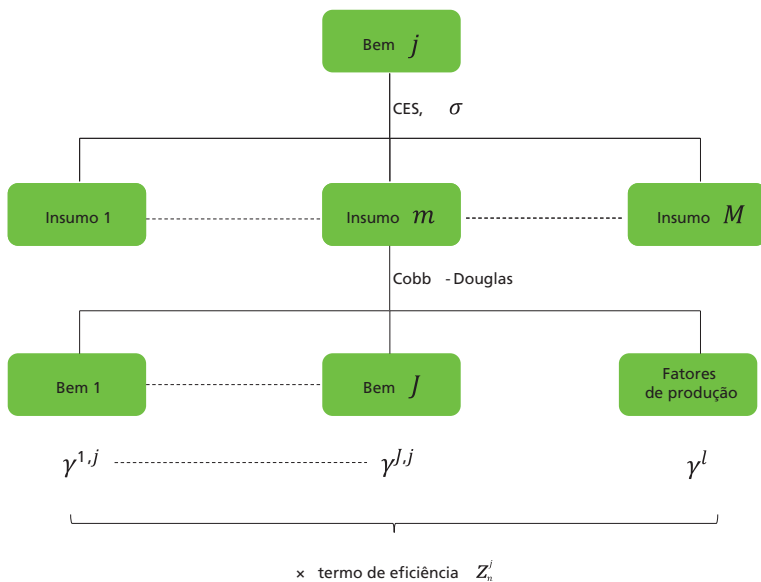 Bem j
CES, σ
Insumo 1
Insumo m
Insumo M
Cobb - Douglas
Bem 1
Bem J
Fatores
de produção
γ^{1,j}
γ^{J,j}
γ^l
× termo de eficiência Z_n^j